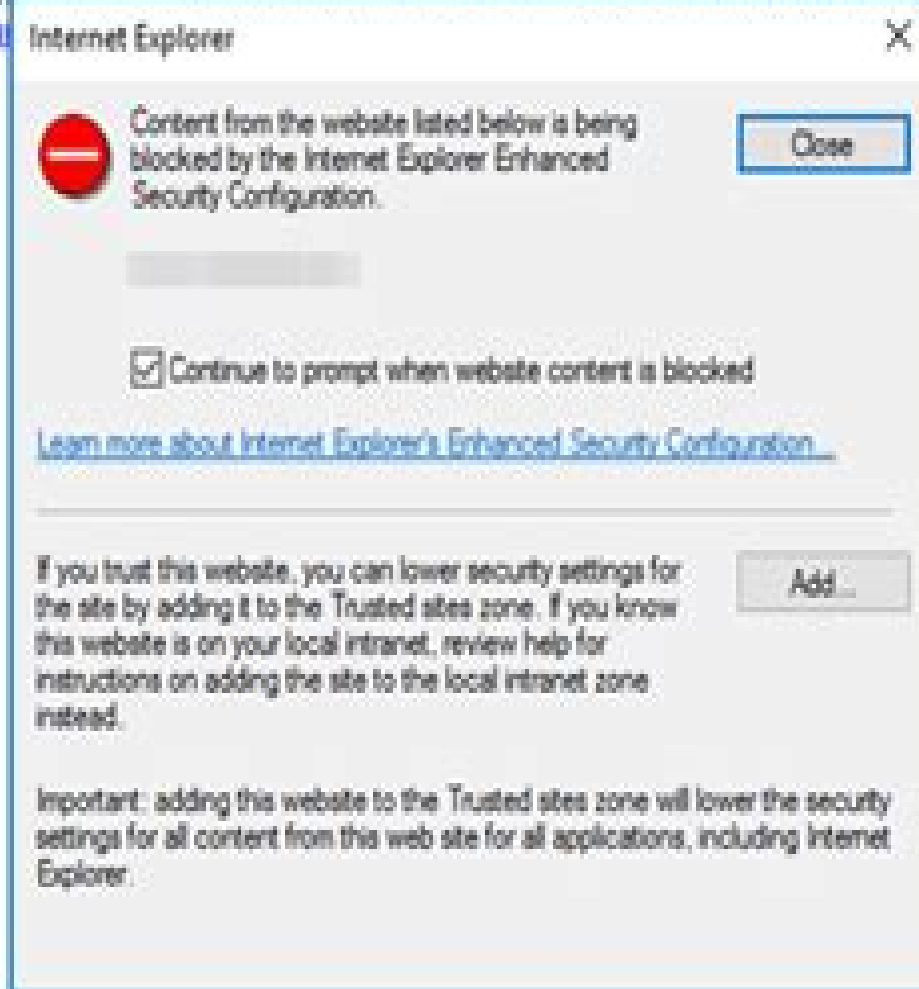 Internet Explorer
Content from the website listed below is being
blocked by the Internet Explorer Enhanced
Security Configuration.
Close
Continue to prompt when website content is blocked
Learn more about Internet Explorer's Enhanced Security Configuration...
If you trust this website, you can lower security settings for
the site by adding it to the Trusted sites zone. If you know
this website is on your local intranet, review help for
instructions on adding the site to the local intranet zone
instead.
Add...
Important: adding this website to the Trusted sites zone will lower the security
settings for all content from this web site for all applications, including Internet
Explorer.